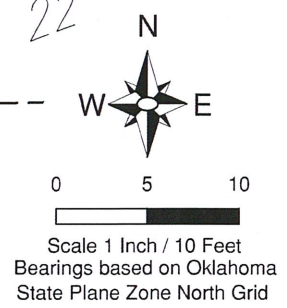 22
N
W E
0 5 10
Scale 1 Inch / 10 Feet
Bearings based on Oklahoma
State Plane Zone North Grid